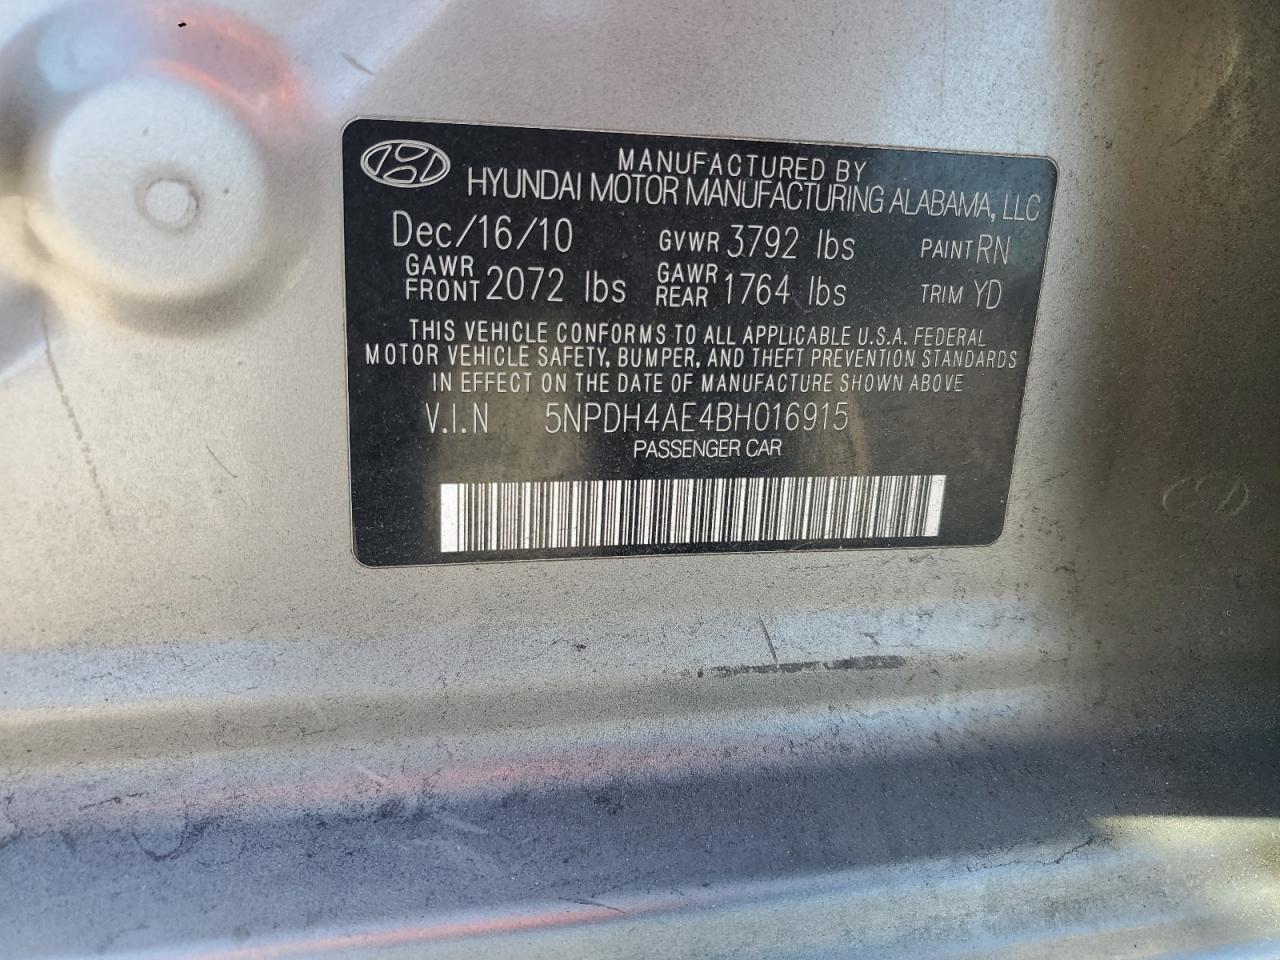 MANUFACTURED BY
HYUNDAI MOTOR MANUFACTURING ALABAMA, LLC
Dec/16/10 GVWR 3792 lbs PAINT RN
GAWR FRONT 2072 lbs GAWR REAR 1764 lbs TRIM YD
THIS VEHICLE CONFORMS TO ALL APPLICABLE U.S.A. FEDERAL
MOTOR VEHICLE SAFETY, BUMPER, AND THEFT PREVENTION STANDARDS
IN EFFECT ON THE DATE OF MANUFACTURE SHOWN ABOVE
V.I.N 5NPDH4AE4BH016915
PASSENGER CAR